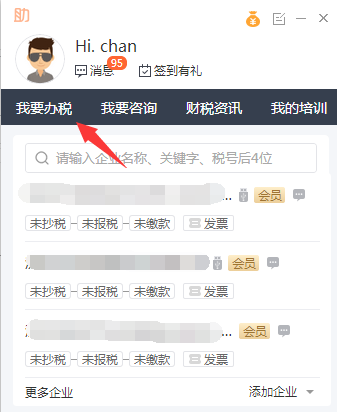 助
Hi. chan
消息 95 签到有礼
我要办税 我要咨询 财税资讯 我的培训
请输入企业名称、关键字、税号后4位
... 会员
未抄税 未报税 未缴款 发票
会员
未抄税 未报税 未缴款 发票
... 会员
未抄税 未报税 未缴款 发票
更多企业 添加企业